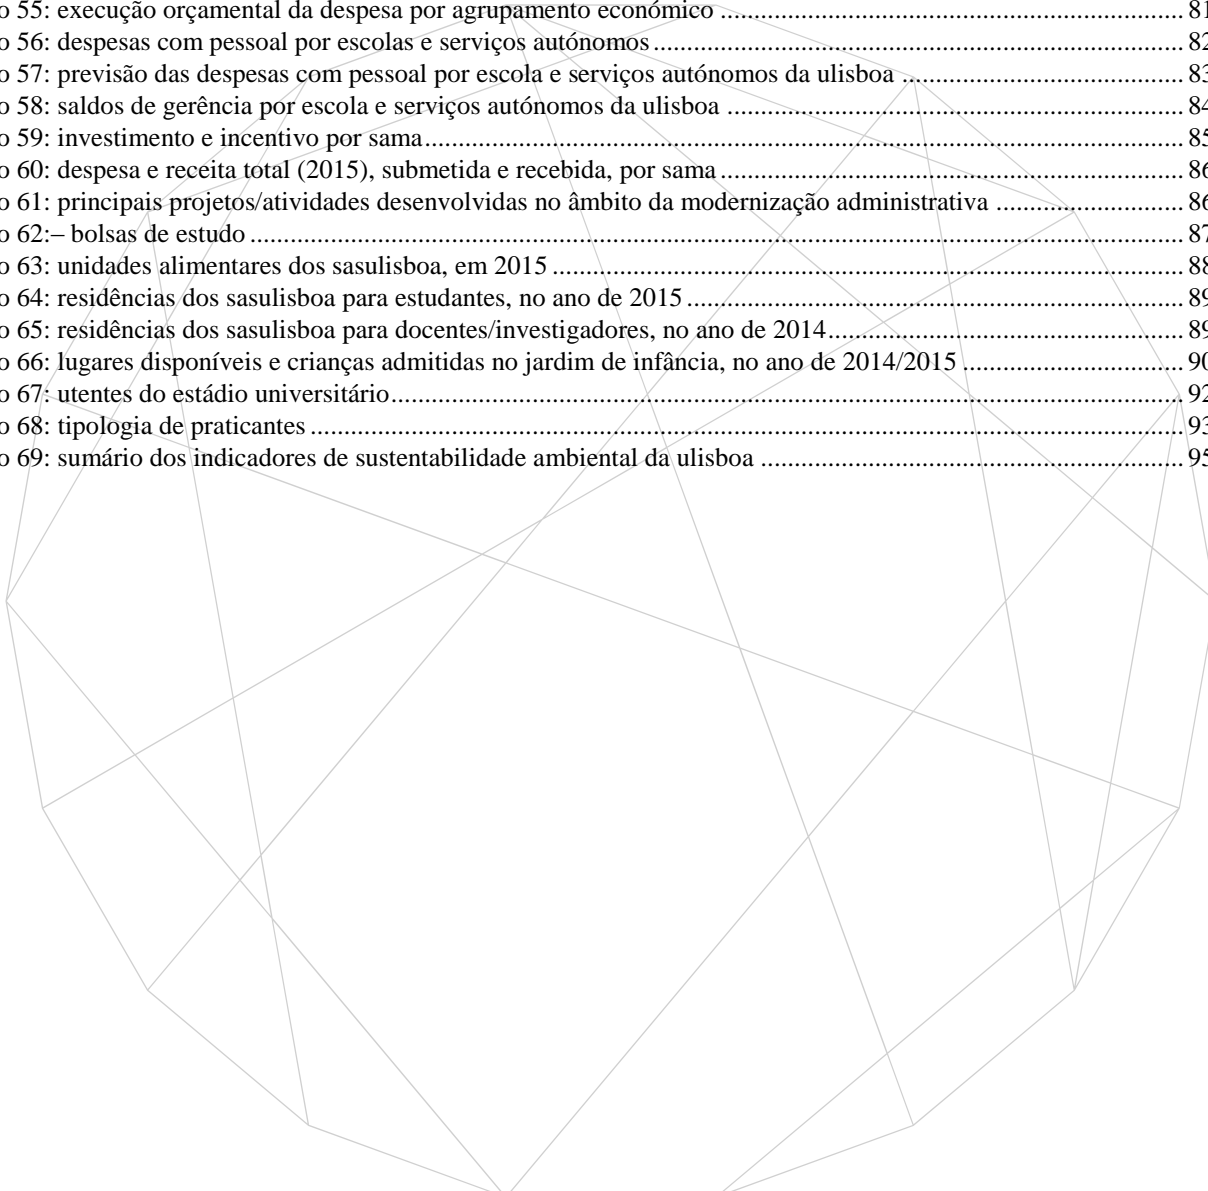 o 55: execução orçamental da despesa por agrupamento económico ........ 81
o 56: despesas com pessoal por escolas e serviços autónomos ........ 82
o 57: previsão das despesas com pessoal por escola e serviços autónomos da ulisboa ........ 83
o 58: saldos de gerência por escola e serviços autónomos da ulisboa ........ 84
o 59: investimento e incentivo por sama ........ 85
o 60: despesa e receita total (2015), submetida e recebida, por sama ........ 86
o 61: principais projetos/atividades desenvolvidas no âmbito da modernização administrativa ........ 86
o 62:– bolsas de estudo ........ 87
o 63: unidades alimentares dos sasulisboa, em 2015 ........ 88
o 64: residências dos sasulisboa para estudantes, no ano de 2015 ........ 89
o 65: residências dos sasulisboa para docentes/investigadores, no ano de 2014 ........ 89
o 66: lugares disponíveis e crianças admitidas no jardim de infância, no ano de 2014/2015 ........ 90
o 67: utentes do estádio universitário ........ 92
o 68: tipologia de praticantes ........ 93
o 69: sumário dos indicadores de sustentabilidade ambiental da ulisboa ........ 95